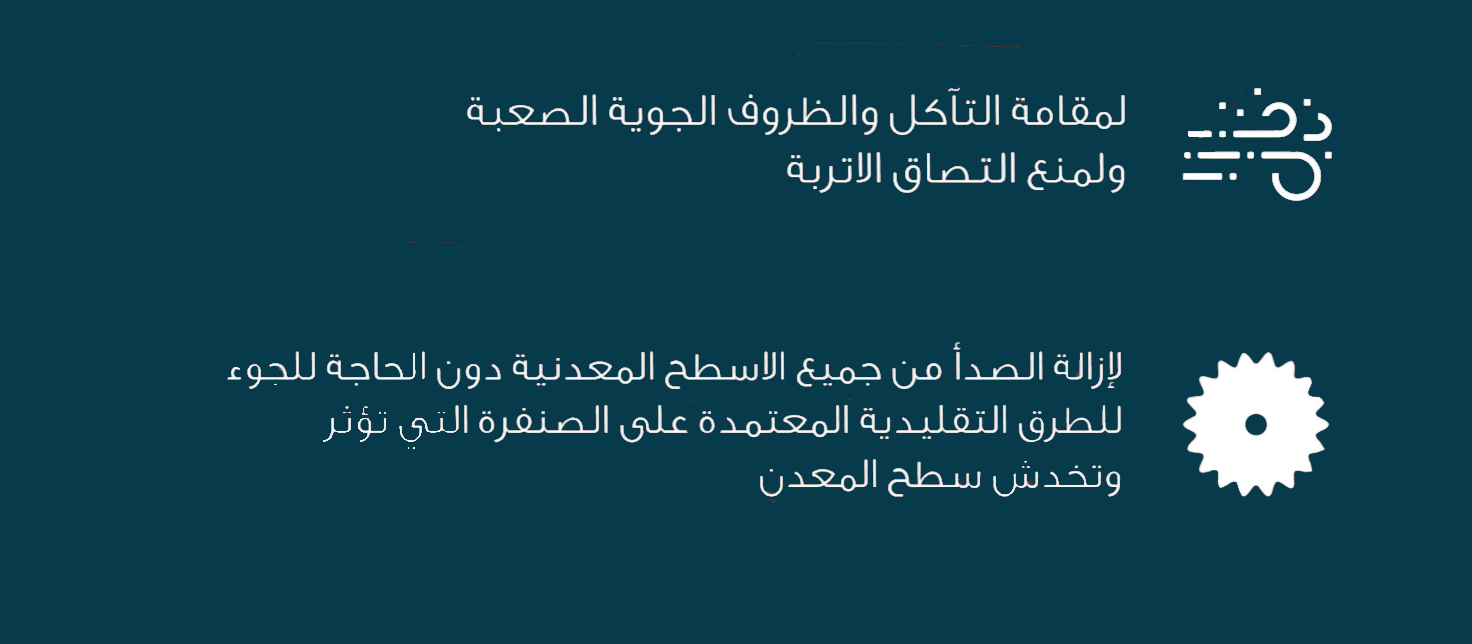 لمقامة التآكل والظروف الجوية الصعبة
ولمنع التصاق الاتربة
لإزالة الصدأ من جميع الاسطح المعدنية دون الحاجة للجوء
للطرق التقليدية المعتمدة على الصنفرة التي تؤثر
وتخدش سطح المعدن